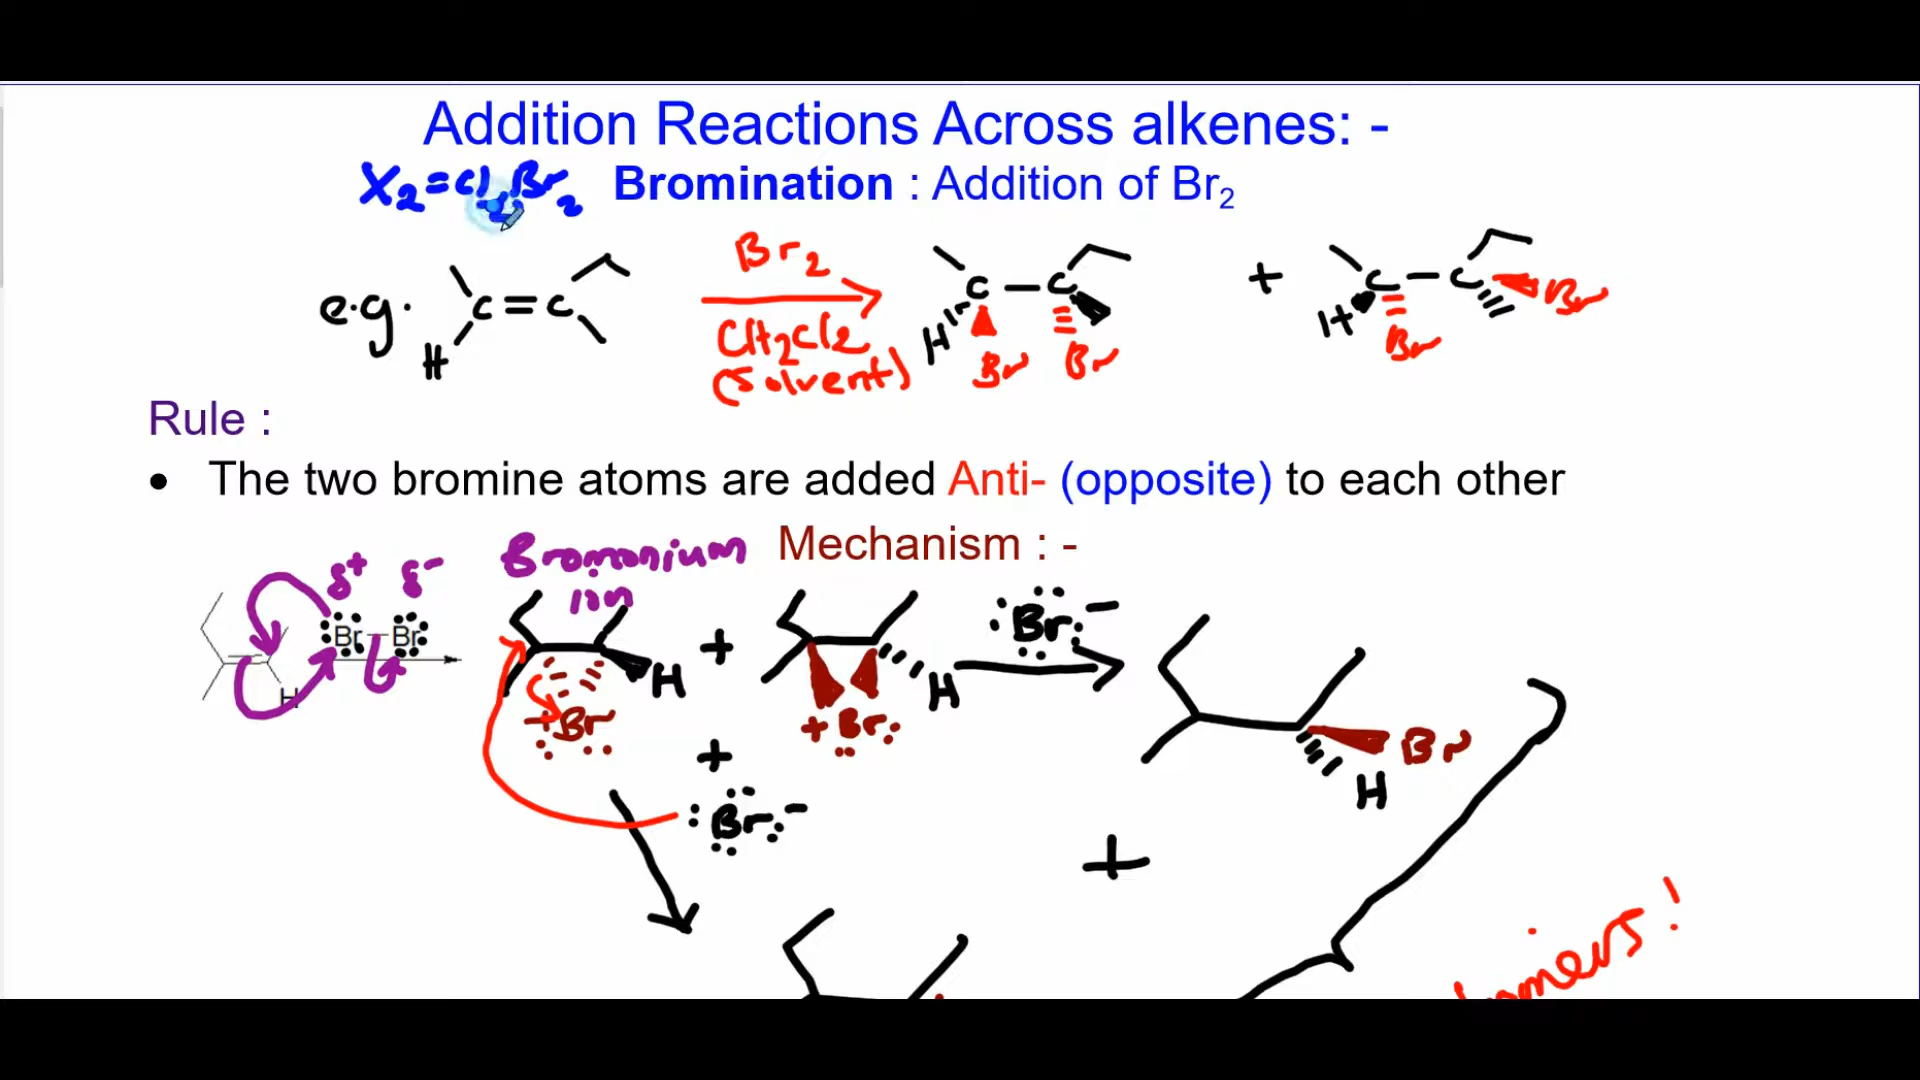 Addition Reactions Across alkenes: -
X2 = Cl2, Br2 Bromination : Addition of Br2
e.g. C=C H Br2 CH2Cl2 (Solvent) C-C H Br Br + C-C H Br Br
Rule :
• The two bromine atoms are added Anti- (opposite) to each other
Bromonium ion Mechanism : -
δ+ δ-
Br-Br H + Br H + + Br H Br - Br H
+ Br - +